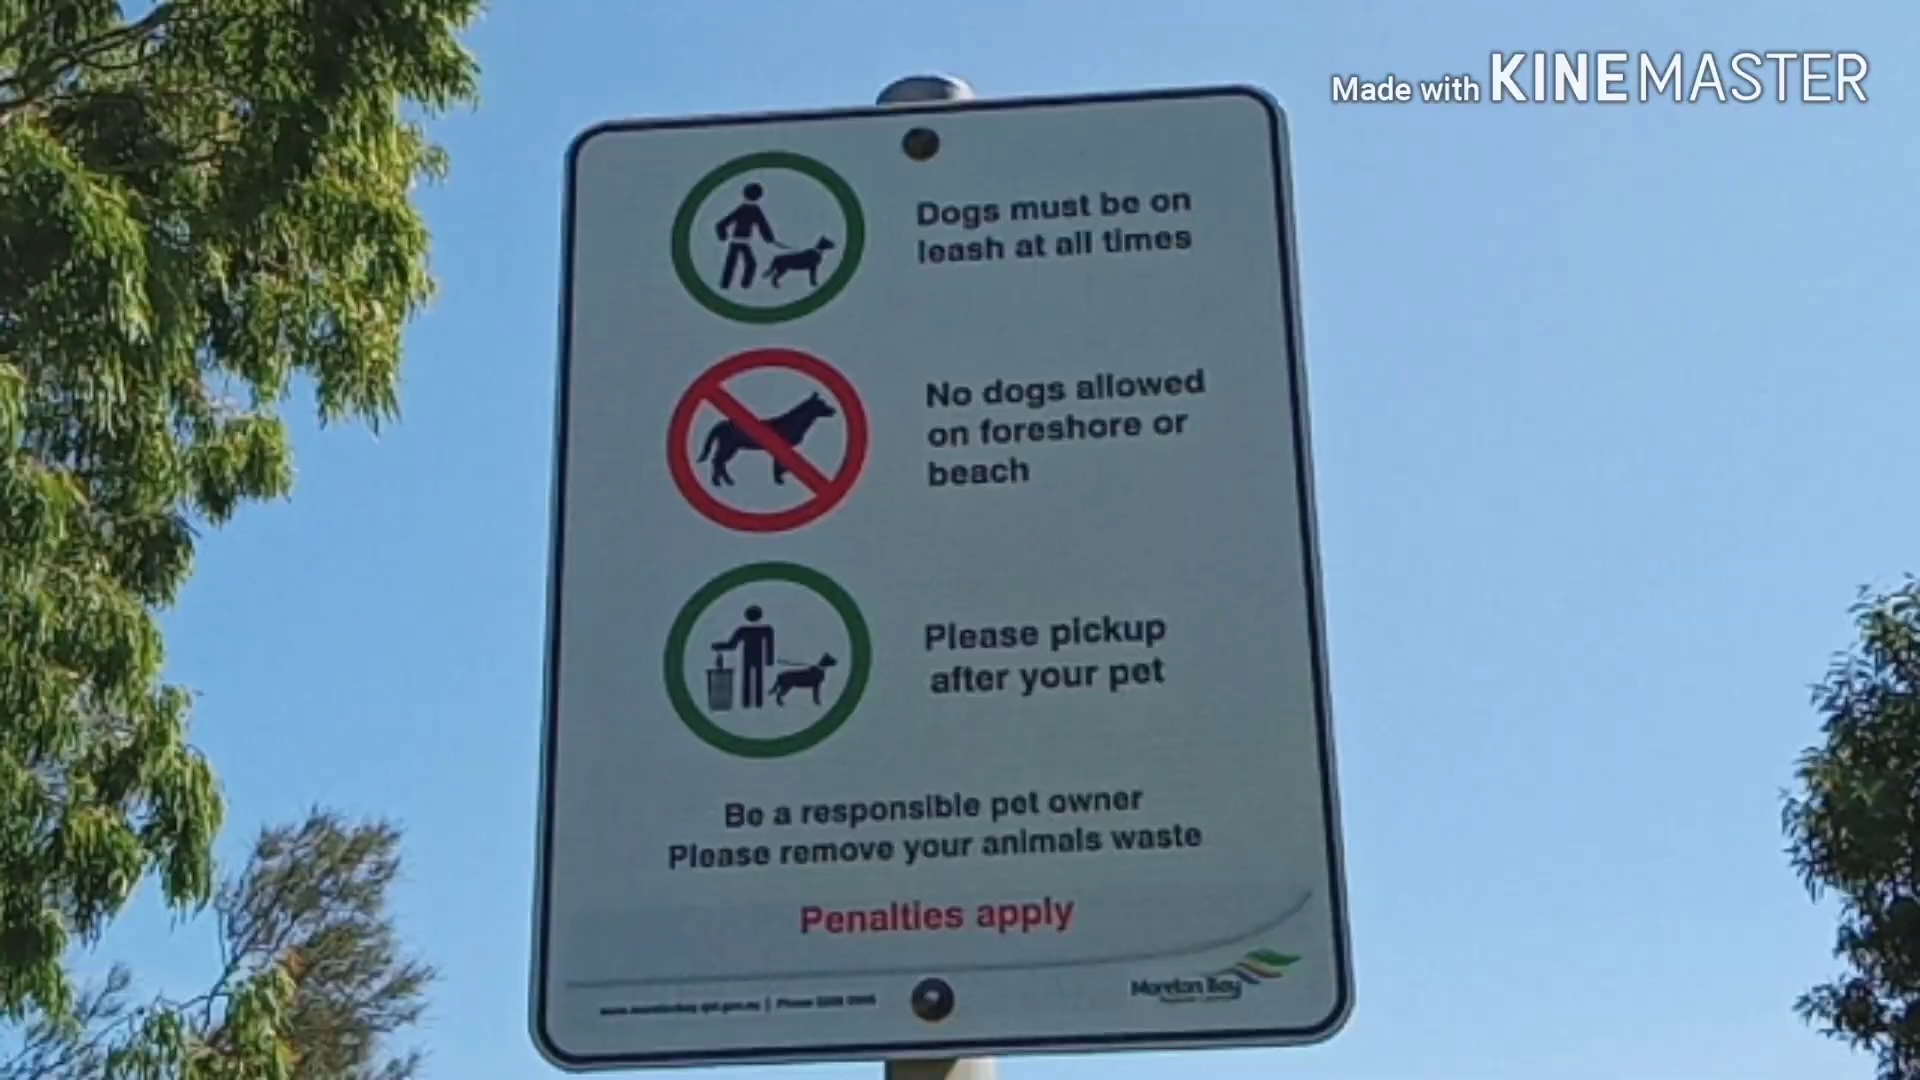 Made with KINEMASTER
Dogs must be on
leash at all times
No dogs allowed
on foreshore or
beach
Please pickup
after your pet
Be a responsible pet owner
Please remove your animals waste
Penalties apply
Moreton Bay